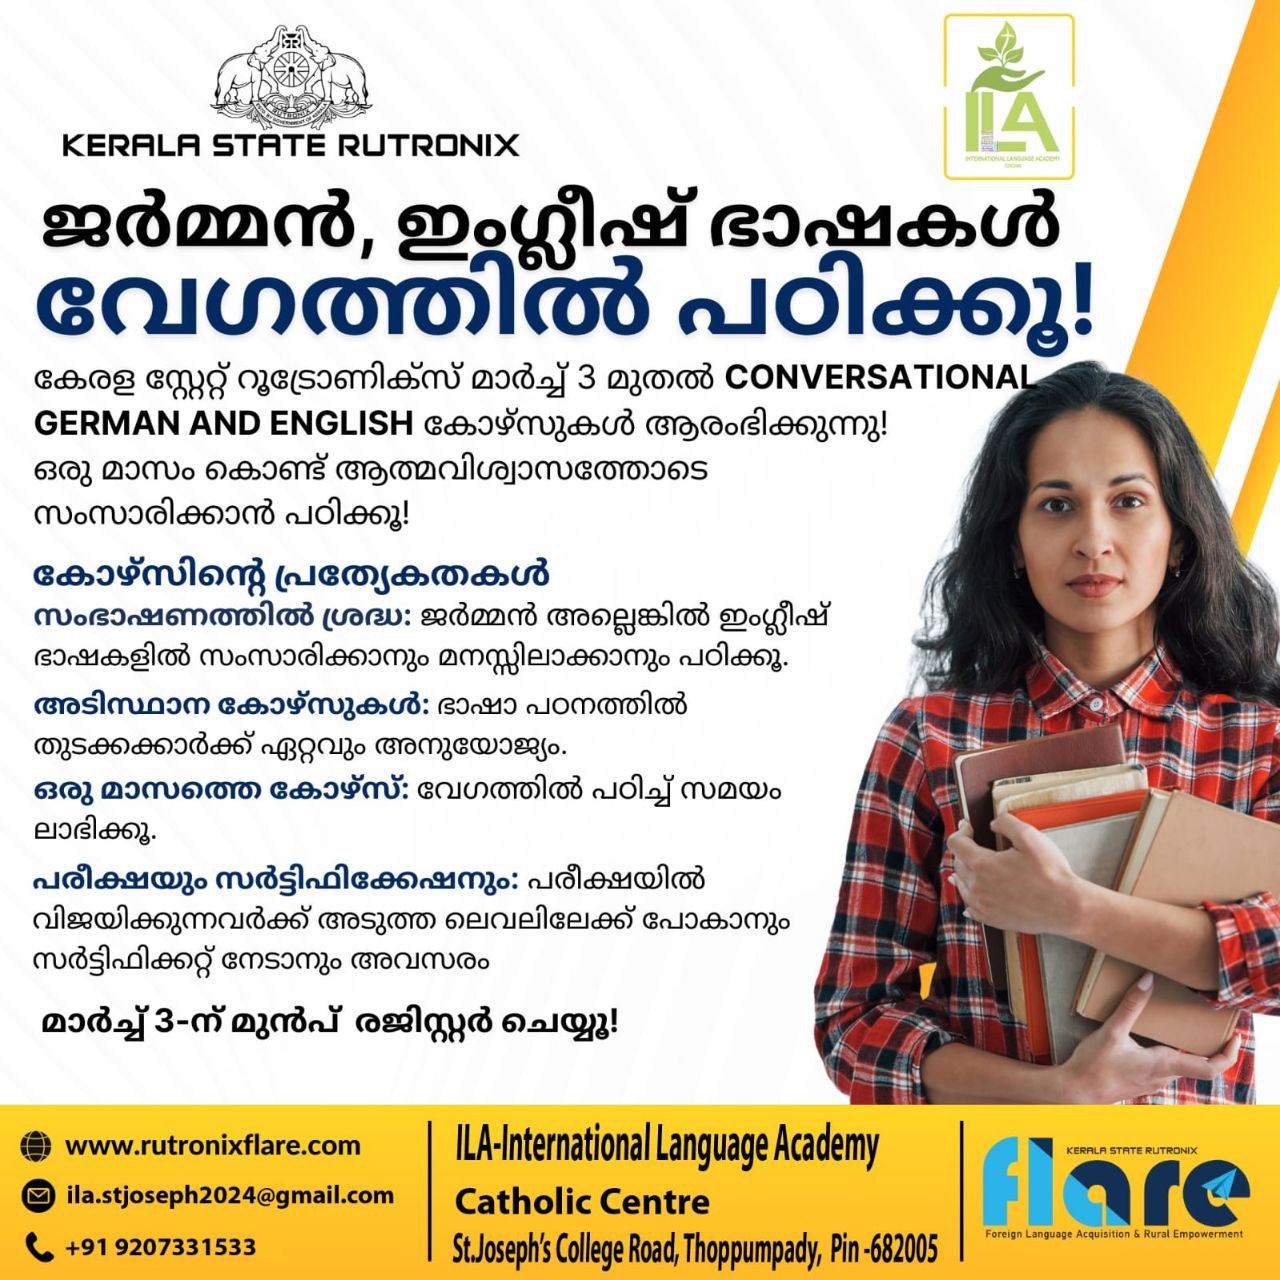 KERALA STATE RUTRONIX
ILA
INTERNATIONAL LANGUAGE ACADEMY
ജർമ്മൻ, ഇംഗ്ലീഷ് ഭാഷകൾ
വേഗത്തിൽ പഠിക്കൂ!
കേരള സ്റ്റേറ്റ് റൂട്രോണിക്സ് മാർച്ച് 3 മുതൽ CONVERSATIONAL
GERMAN AND ENGLISH കോഴ്സുകൾ ആരംഭിക്കുന്നു!
ഒരു മാസം കൊണ്ട് ആത്മവിശ്വാസത്തോടെ
സംസാരിക്കാൻ പഠിക്കൂ!
കോഴ്സിന്റെ പ്രത്യേകതകൾ
സംഭാഷണത്തിൽ ശ്രദ്ധ: ജർമ്മൻ അല്ലെങ്കിൽ ഇംഗ്ലീഷ്
ഭാഷകളിൽ സംസാരിക്കാനും മനസ്സിലാക്കാനും പഠിക്കൂ.
അടിസ്ഥാന കോഴ്സുകൾ: ഭാഷാ പഠനത്തിൽ
തുടക്കക്കാർക്ക് ഏറ്റവും അനുയോജ്യം.
ഒരു മാസത്തെ കോഴ്സ്: വേഗത്തിൽ പഠിച്ച് സമയം
ലാഭിക്കൂ.
പരീക്ഷയും സർട്ടിഫിക്കേഷനും: പരീക്ഷയിൽ
വിജയിക്കുന്നവർക്ക് അടുത്ത ലെവലിലേക്ക് പോകാനും
സർട്ടിഫിക്കറ്റ് നേടാനും അവസരം
മാർച്ച് 3-ന് മുൻപ് രജിസ്റ്റർ ചെയ്യൂ!
www.rutronixflare.com
ila.stjoseph2024@gmail.com
+91 9207331533
ILA-International Language Academy
Catholic Centre
St.Joseph's College Road, Thoppumpady, Pin -682005
KERALA STATE RUTRONIX
flare
Foreign Language Acquisition & Rural Empowerment